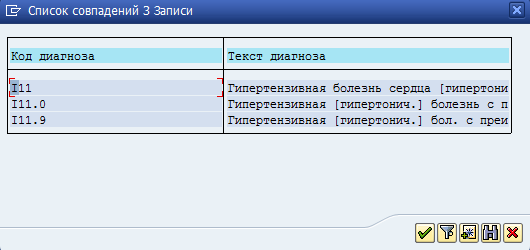 Список совпадений 3 Записи
Код диагноза Текст диагноза
I11 Гипертензивная болезнь сердца [гипертони
I11.0 Гипертензивная [гипертонич.] болезнь с п
I11.9 Гипертензивная [гипертонич.] бол. с преи